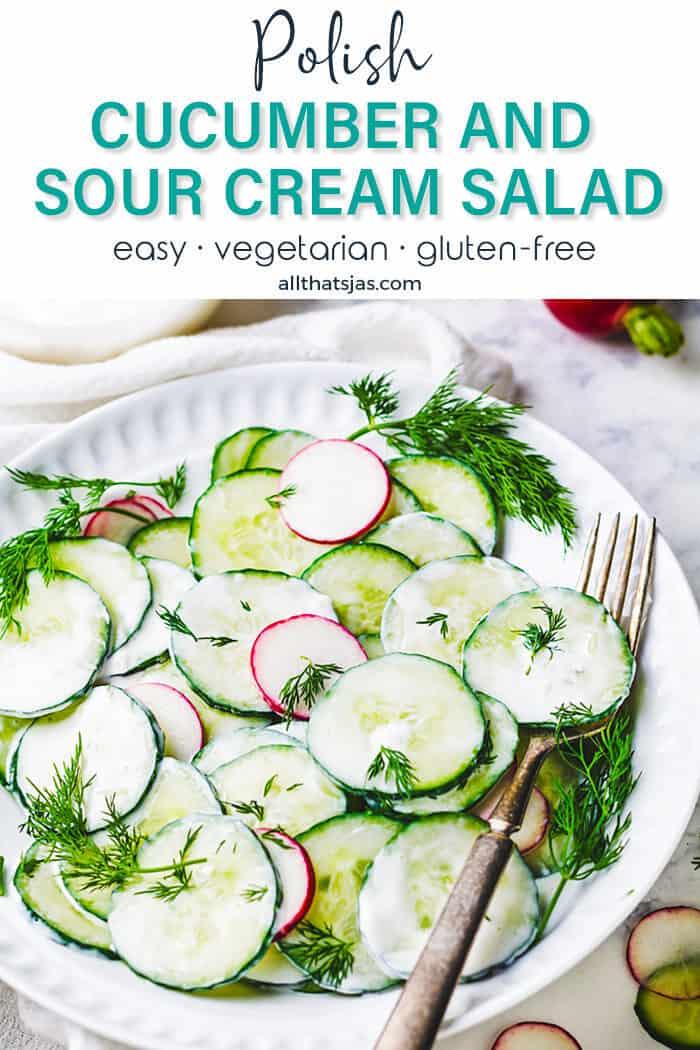 Polish
CUCUMBER AND
SOUR CREAM SALAD
easy · vegetarian · gluten-free
allthatsjas.com